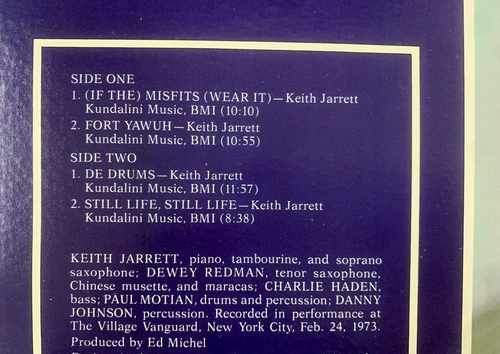 SIDE ONE
1. (IF THE) MISFITS (WEAR IT)—Keith Jarrett
Kundalini Music, BMI (10:10)
2. FORT YAWUH—Keith Jarrett
Kundalini Music, BMI (10:55)
SIDE TWO
1. DE DRUMS—Keith Jarrett
Kundalini Music, BMI (11:57)
2. STILL LIFE, STILL LIFE—Keith Jarrett
Kundalini Music, BMI (8:38)
KEITH JARRETT, piano, tambourine, and soprano
saxophone; DEWEY REDMAN, tenor saxophone,
Chinese musette, and maracas; CHARLIE HADEN,
bass; PAUL MOTIAN, drums and percussion; DANNY
JOHNSON, percussion. Recorded in performance at
The Village Vanguard, New York City, Feb. 24, 1973.
Produced by Ed Michel